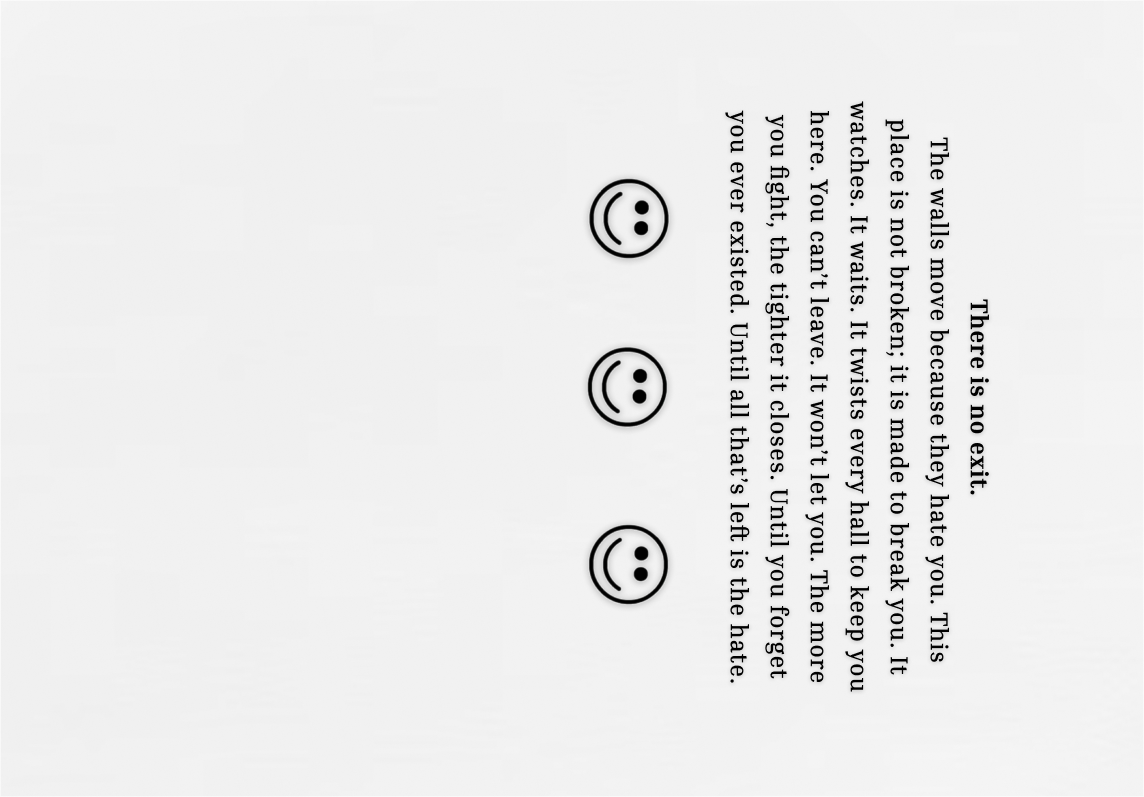 There is no exit.
The walls move because they hate you. This
place is not broken; it is made to break you. It
watches. It waits. It twists every hall to keep you
here. You can’t leave. It won’t let you. The more
you fight, the tighter it closes. Until you forget
you ever existed. Until all that’s left is the hate.